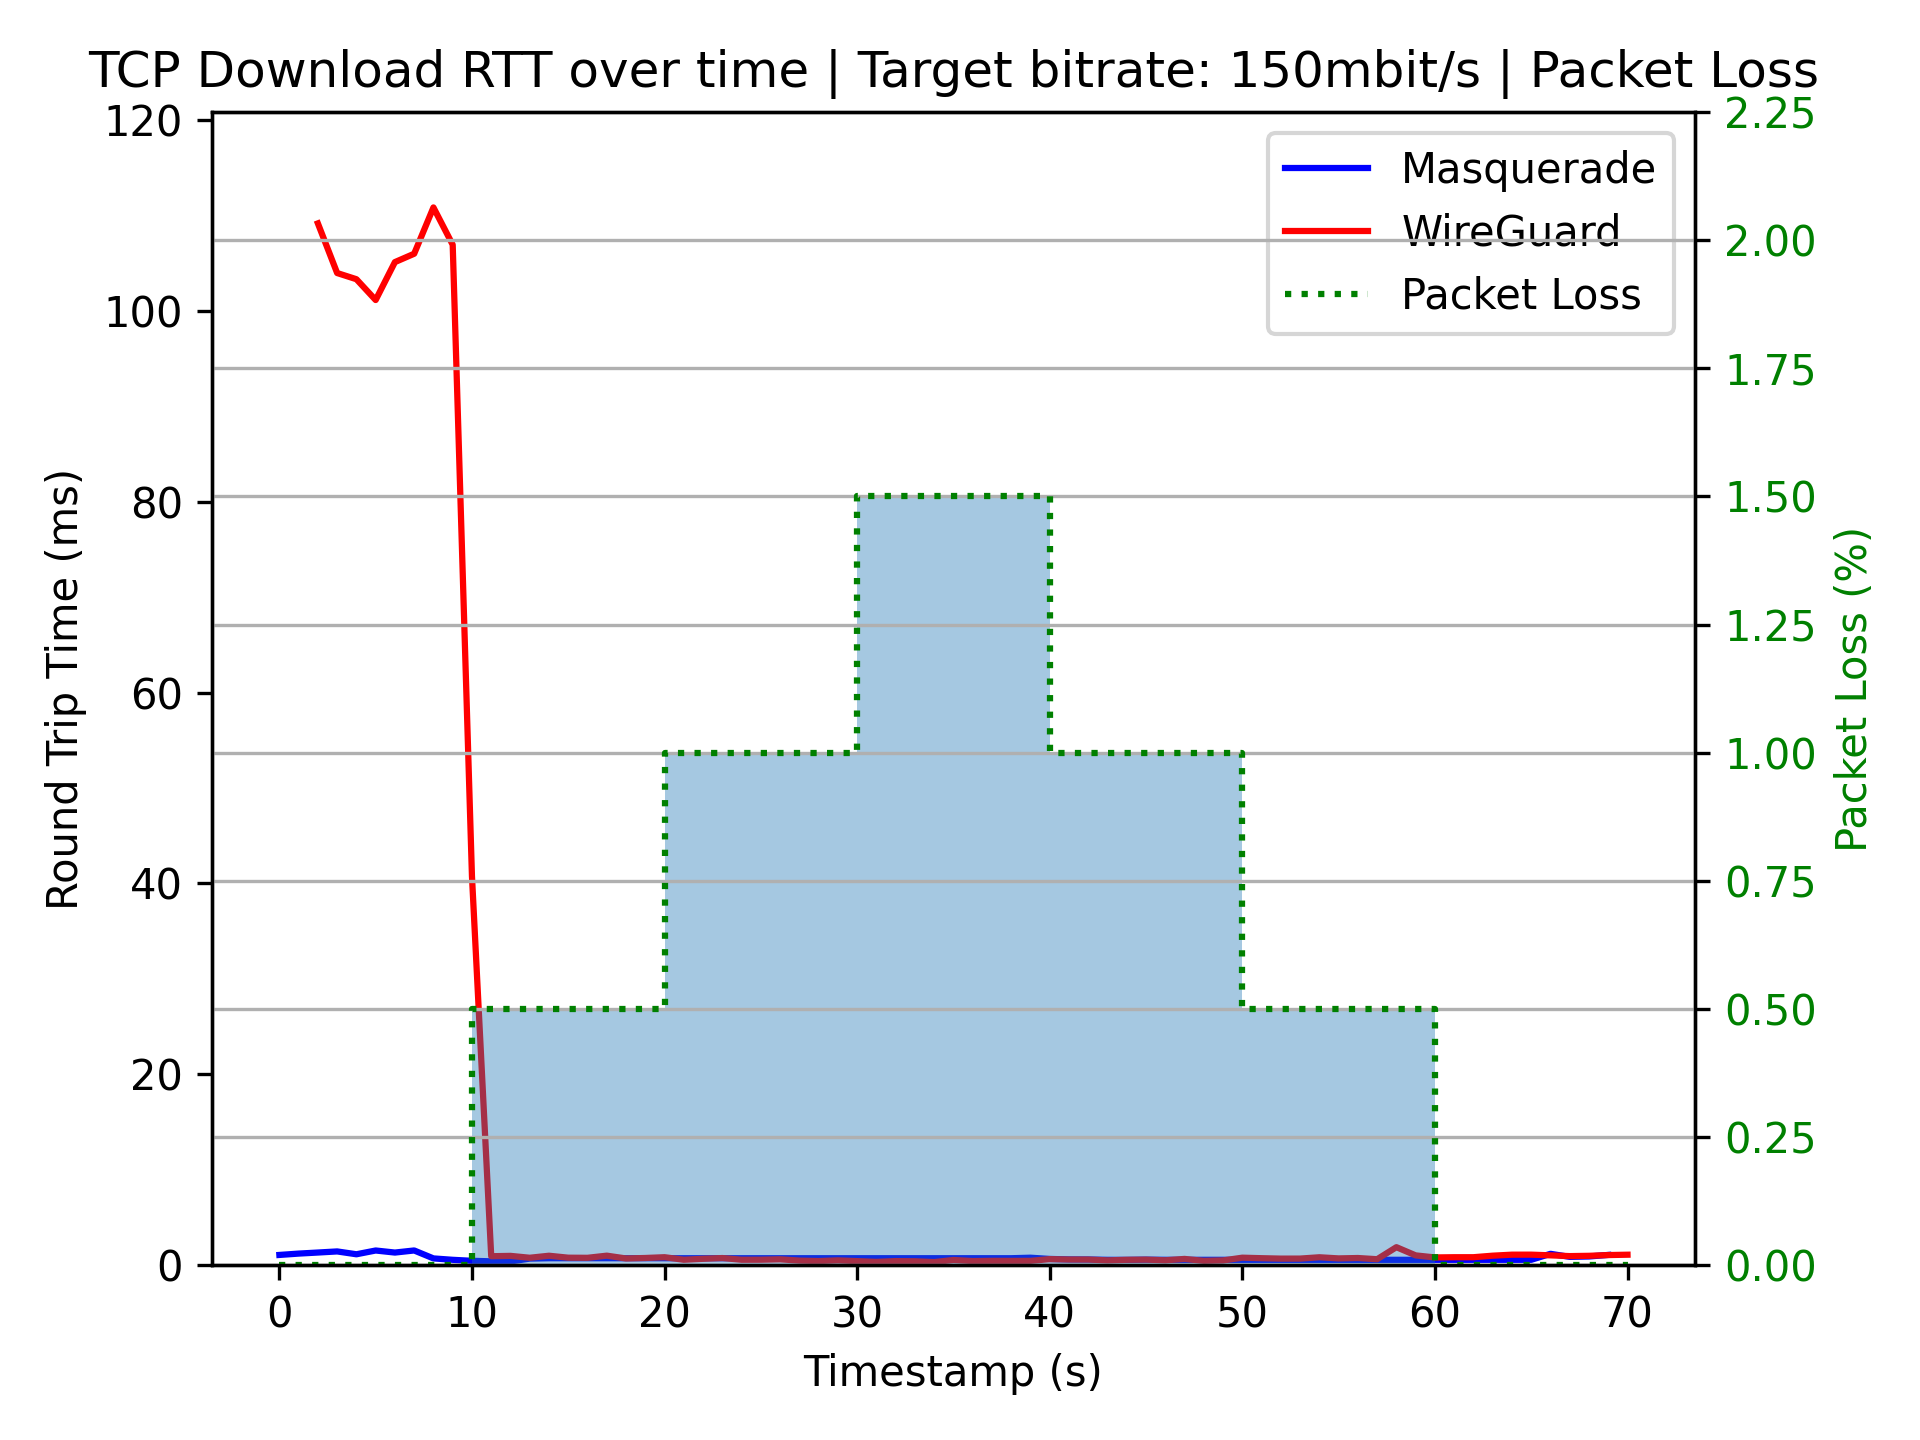 TCP Download RTT over time | Target bitrate: 150mbit/s | Packet Loss
120
100
80
60
40
20
0
Round Trip Time (ms)
2.25
2.00
1.75
1.50
1.25
1.00
0.75
0.50
0.25
0.00
Packet Loss (%)
Masquerade
WireGuard
Packet Loss
0 10 20 30 40 50 60 70
Timestamp (s)